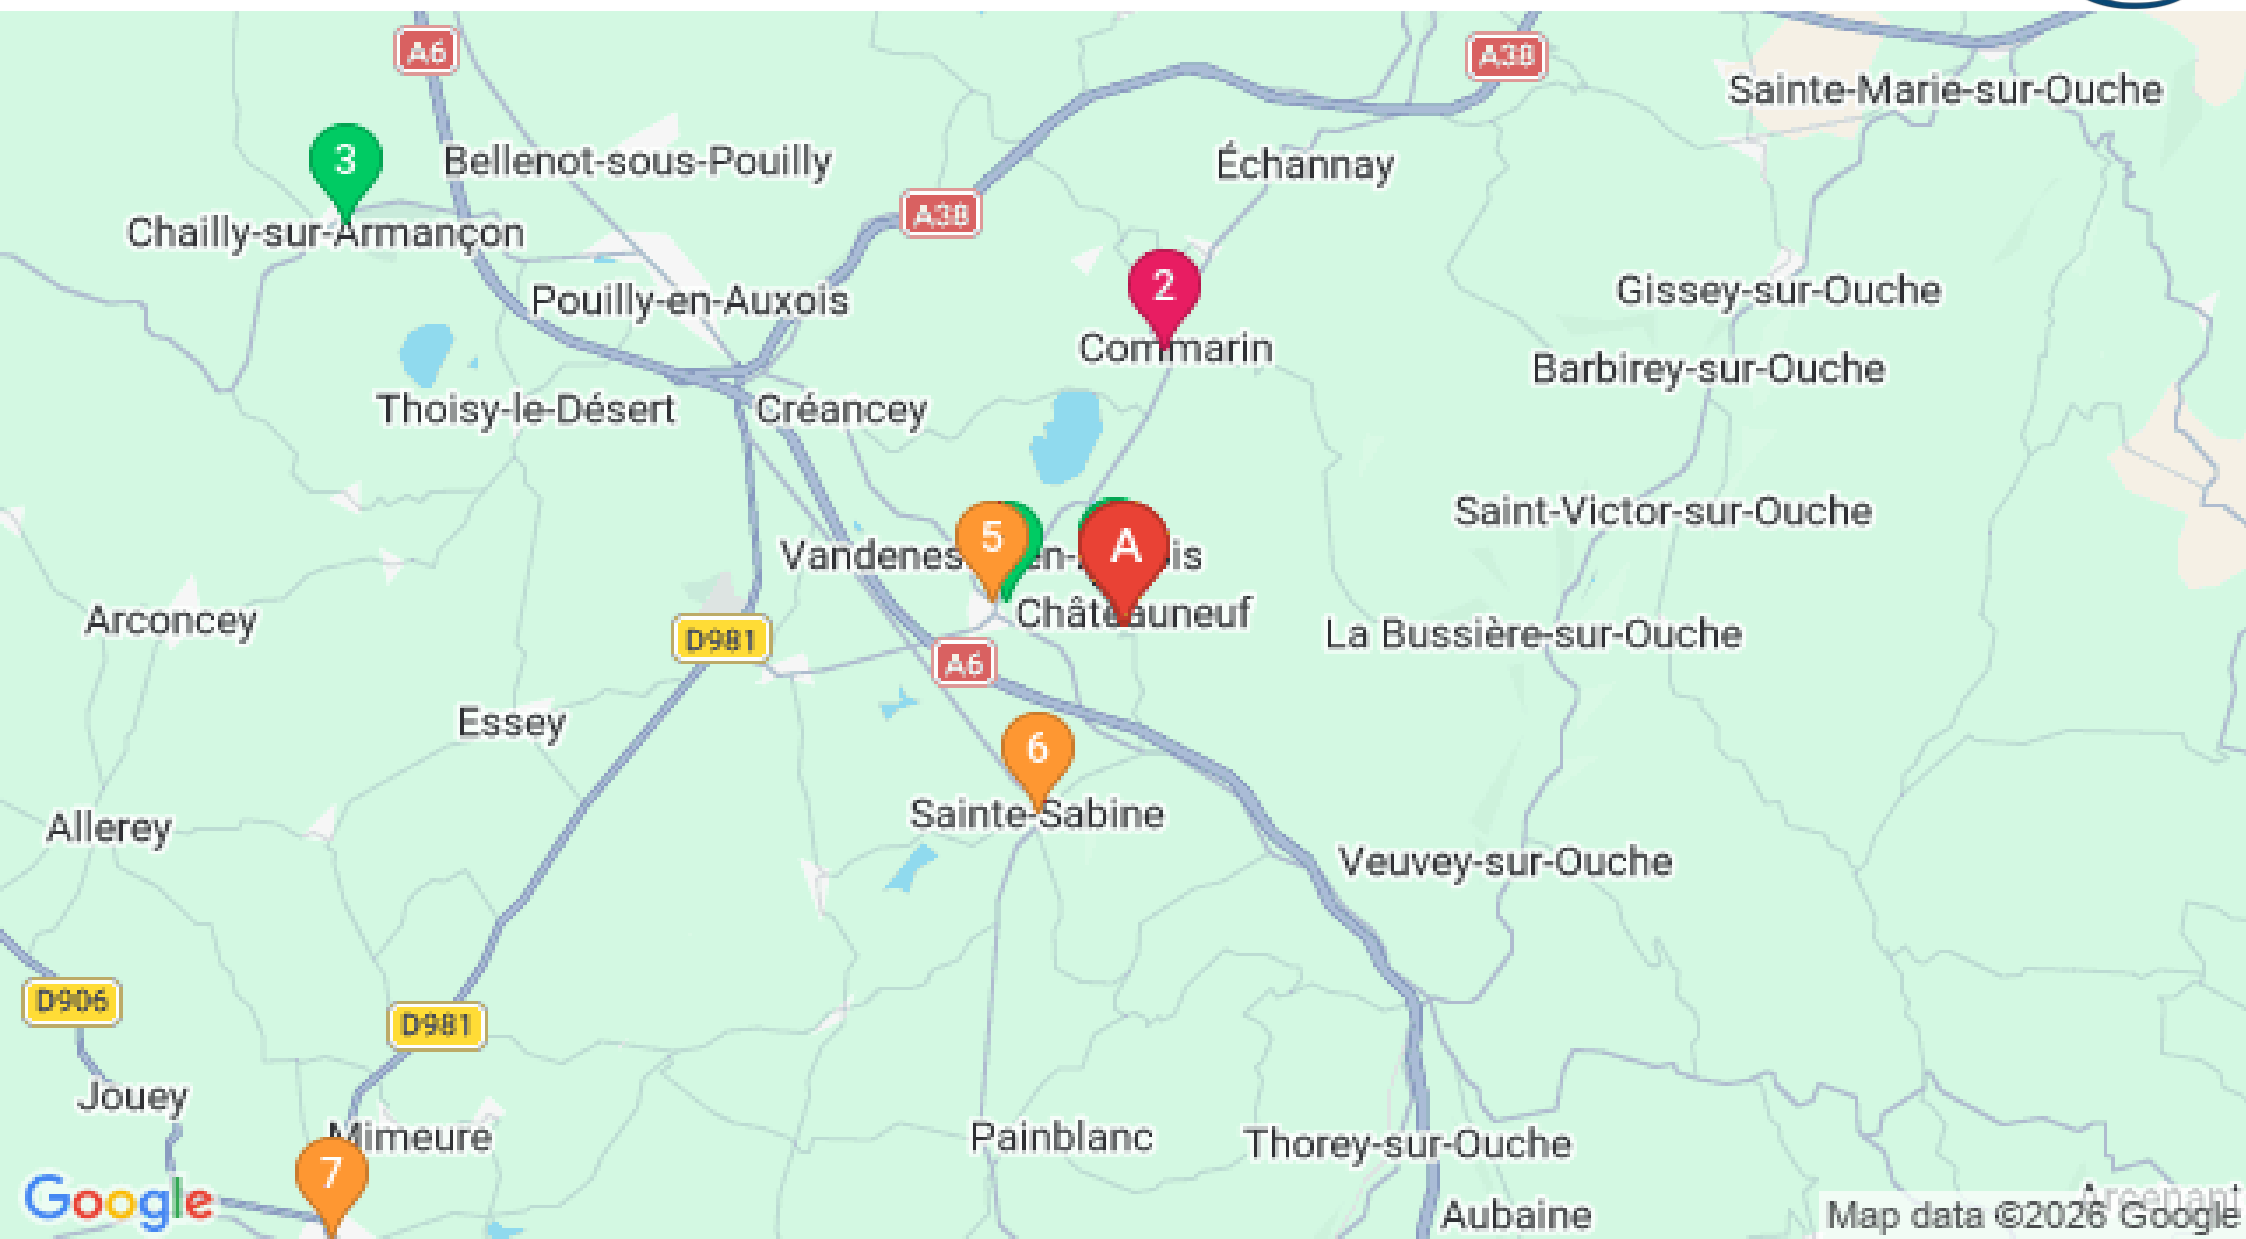 A6
A38
Sainte-Marie-sur-Ouche
3
Bellenot-sous-Pouilly
Échannay
A38
Chailly-sur-Armançon
2
Pouilly-en-Auxois
Gissey-sur-Ouche
Commarin
Barbirey-sur-Ouche
Thoisy-le-Désert
Créancey
Saint-Victor-sur-Ouche
5
A
Châteauneuf
Arconcey
D981
La Bussière-sur-Ouche
A6
Essey
6
Sainte-Sabine
Allerey
Veuvey-sur-Ouche
D906
D981
Jouey
Mimeure
Painblanc
Thorey-sur-Ouche
7
Google
Arcenant
Aubaine
Map data ©2026 Google